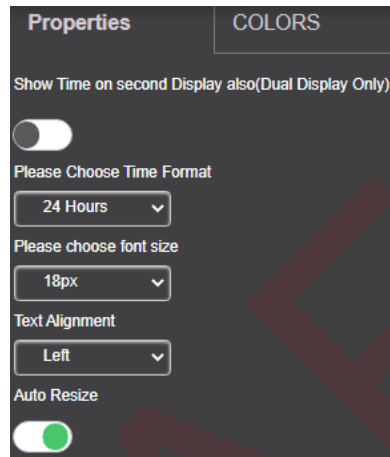 Properties
COLORS
Show Time on second Display also(Dual Display Only)
Please Choose Time Format
24 Hours
Please choose font size
18px
Text Alignment
Left
Auto Resize